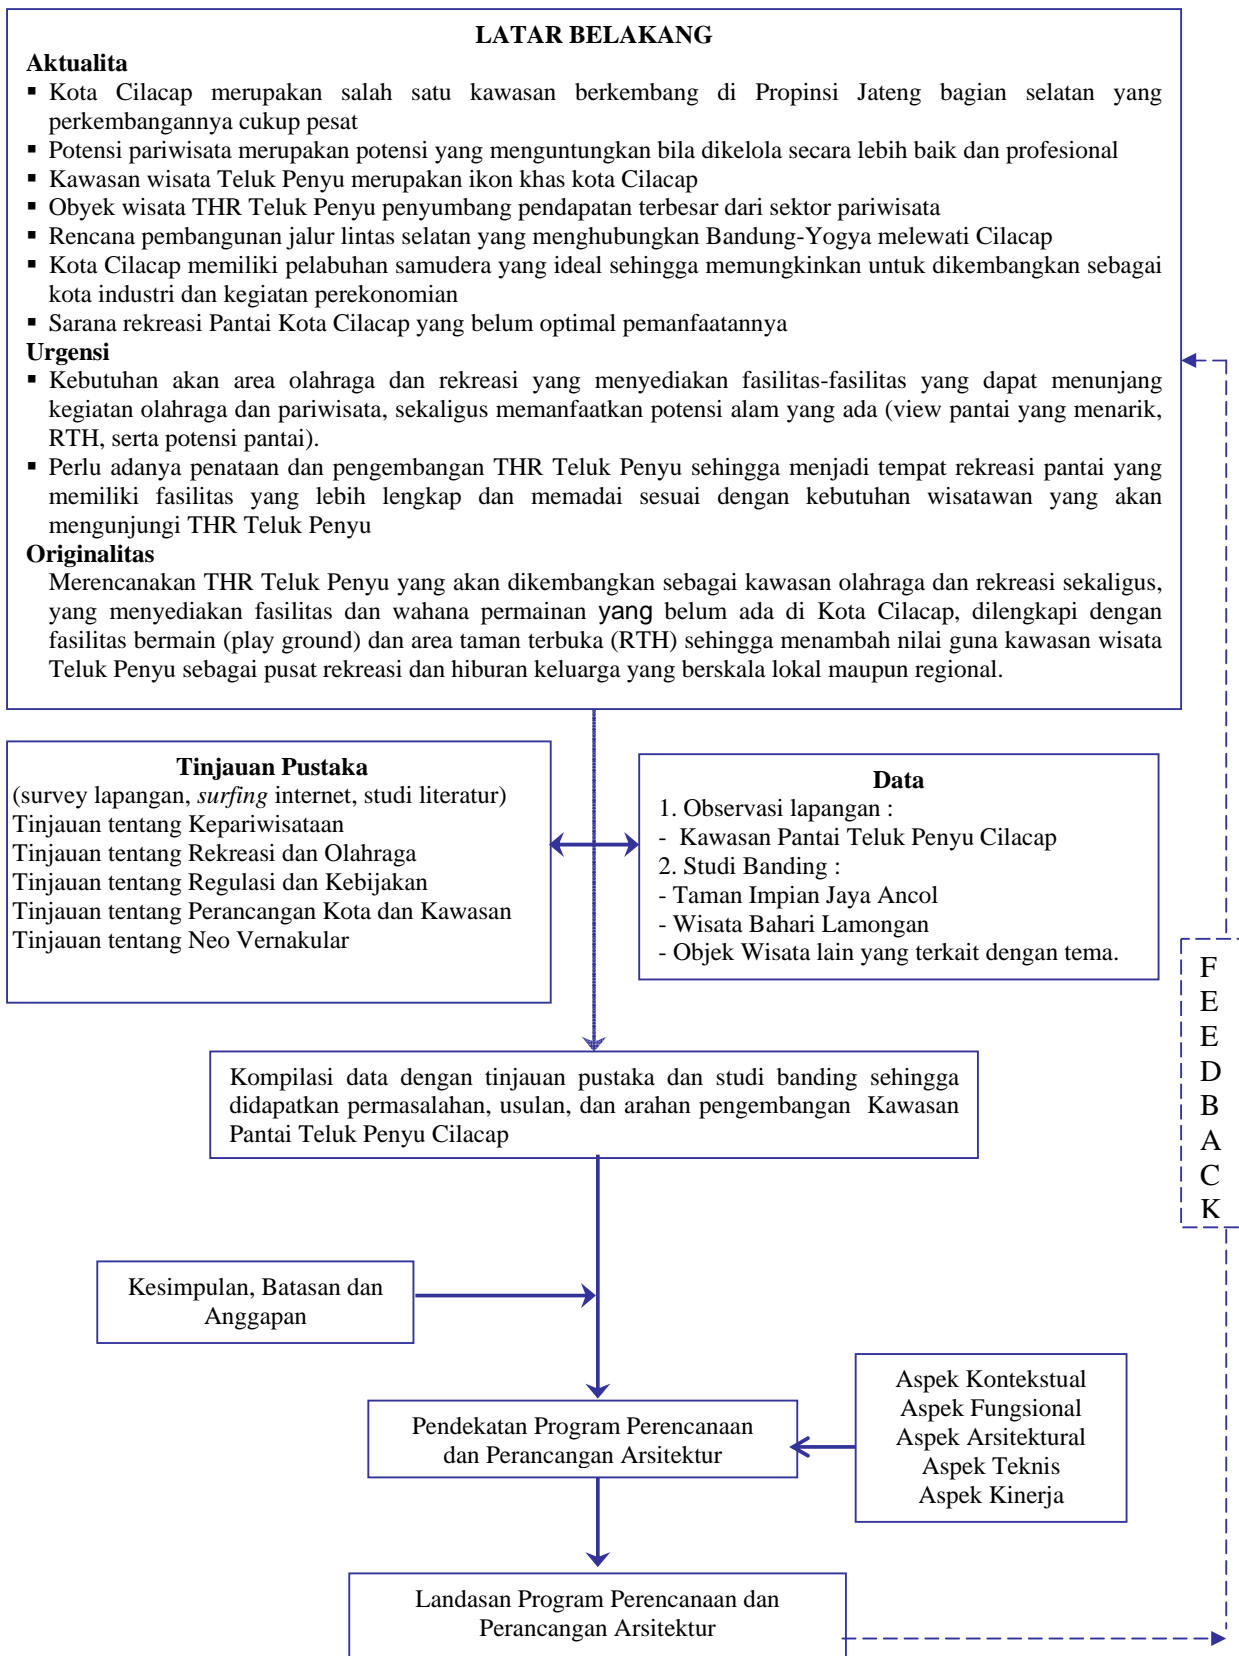 LATAR BELAKANG
Aktualita
▪ Kota Cilacap merupakan salah satu kawasan berkembang di Propinsi Jateng bagian selatan yang
perkembangannya cukup pesat
▪ Potensi pariwisata merupakan potensi yang menguntungkan bila dikelola secara lebih baik dan profesional
▪ Kawasan wisata Teluk Penyu merupakan ikon khas kota Cilacap
▪ Obyek wisata THR Teluk Penyu penyumbang pendapatan terbesar dari sektor pariwisata
▪ Rencana pembangunan jalur lintas selatan yang menghubungkan Bandung-Yogya melewati Cilacap
▪ Kota Cilacap memiliki pelabuhan samudera yang ideal sehingga memungkinkan untuk dikembangkan sebagai
kota industri dan kegiatan perekonomian
▪ Sarana rekreasi Pantai Kota Cilacap yang belum optimal pemanfaatannya
Urgensi
▪ Kebutuhan akan area olahraga dan rekreasi yang menyediakan fasilitas-fasilitas yang dapat menunjang
kegiatan olahraga dan pariwisata, sekaligus memanfaatkan potensi alam yang ada (view pantai yang menarik,
RTH, serta potensi pantai).
▪ Perlu adanya penataan dan pengembangan THR Teluk Penyu sehingga menjadi tempat rekreasi pantai yang
memiliki fasilitas yang lebih lengkap dan memadai sesuai dengan kebutuhan wisatawan yang akan
mengunjungi THR Teluk Penyu
Originalitas
Merencanakan THR Teluk Penyu yang akan dikembangkan sebagai kawasan olahraga dan rekreasi sekaligus,
yang menyediakan fasilitas dan wahana permainan yang belum ada di Kota Cilacap, dilengkapi dengan
fasilitas bermain (play ground) dan area taman terbuka (RTH) sehingga menambah nilai guna kawasan wisata
Teluk Penyu sebagai pusat rekreasi dan hiburan keluarga yang berskala lokal maupun regional.
Tinjauan Pustaka
(survey lapangan, surfing internet, studi literatur)
Tinjauan tentang Kepariwisataan
Tinjauan tentang Rekreasi dan Olahraga
Tinjauan tentang Regulasi dan Kebijakan
Tinjauan tentang Perancangan Kota dan Kawasan
Tinjauan tentang Neo Vernakular
Data
1. Observasi lapangan :
- Kawasan Pantai Teluk Penyu Cilacap
2. Studi Banding :
- Taman Impian Jaya Ancol
- Wisata Bahari Lamongan
- Objek Wisata lain yang terkait dengan tema.
F
E
E
D
B
A
C
K
Kompilasi data dengan tinjauan pustaka dan studi banding sehingga
didapatkan permasalahan, usulan, dan arahan pengembangan Kawasan
Pantai Teluk Penyu Cilacap
Kesimpulan, Batasan dan
Anggapan
Aspek Kontekstual
Aspek Fungsional
Aspek Arsitektural
Aspek Teknis
Aspek Kinerja
Pendekatan Program Perencanaan
dan Perancangan Arsitektur
Landasan Program Perencanaan dan
Perancangan Arsitektur